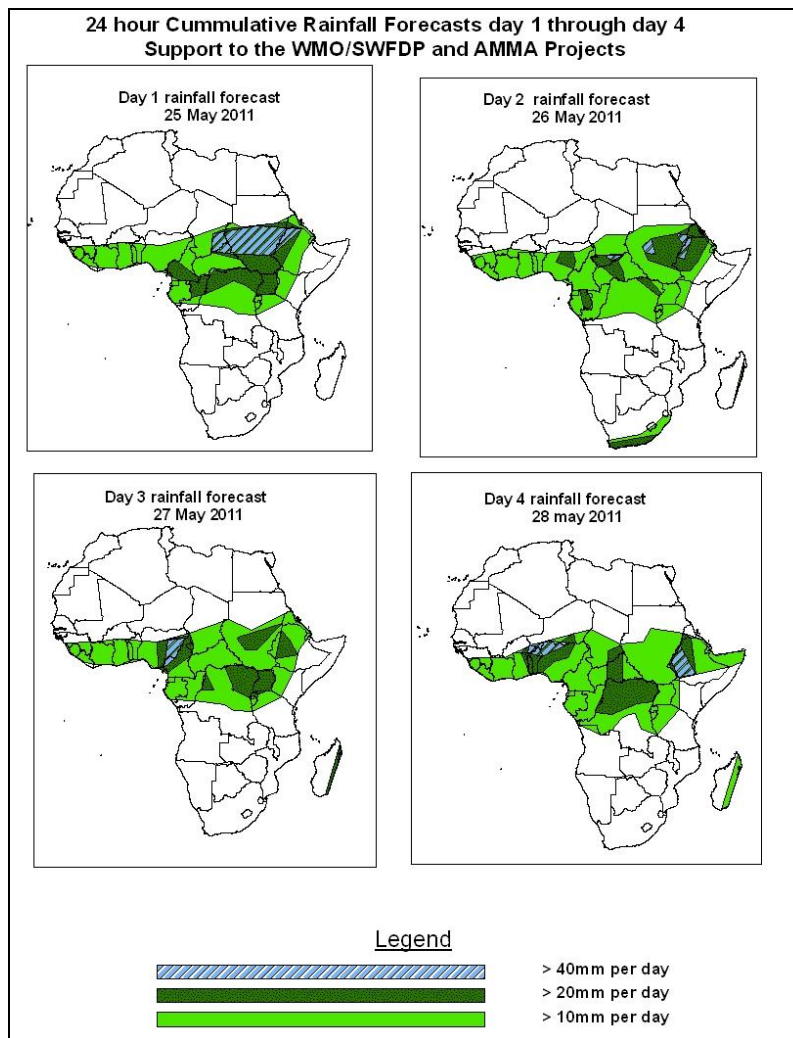 24 hour Cummulative Rainfall Forecasts day 1 through day 4
Support to the WMO/SWFDP and AMMA Projects
Day 1 rainfall forecast
25 May 2011
Day 2 rainfall forecast
26 May 2011
Day 3 rainfall forecast
27 May 2011
Day 4 rainfall forecast
28 may 2011
Legend
> 40mm per day
> 20mm per day
> 10mm per day